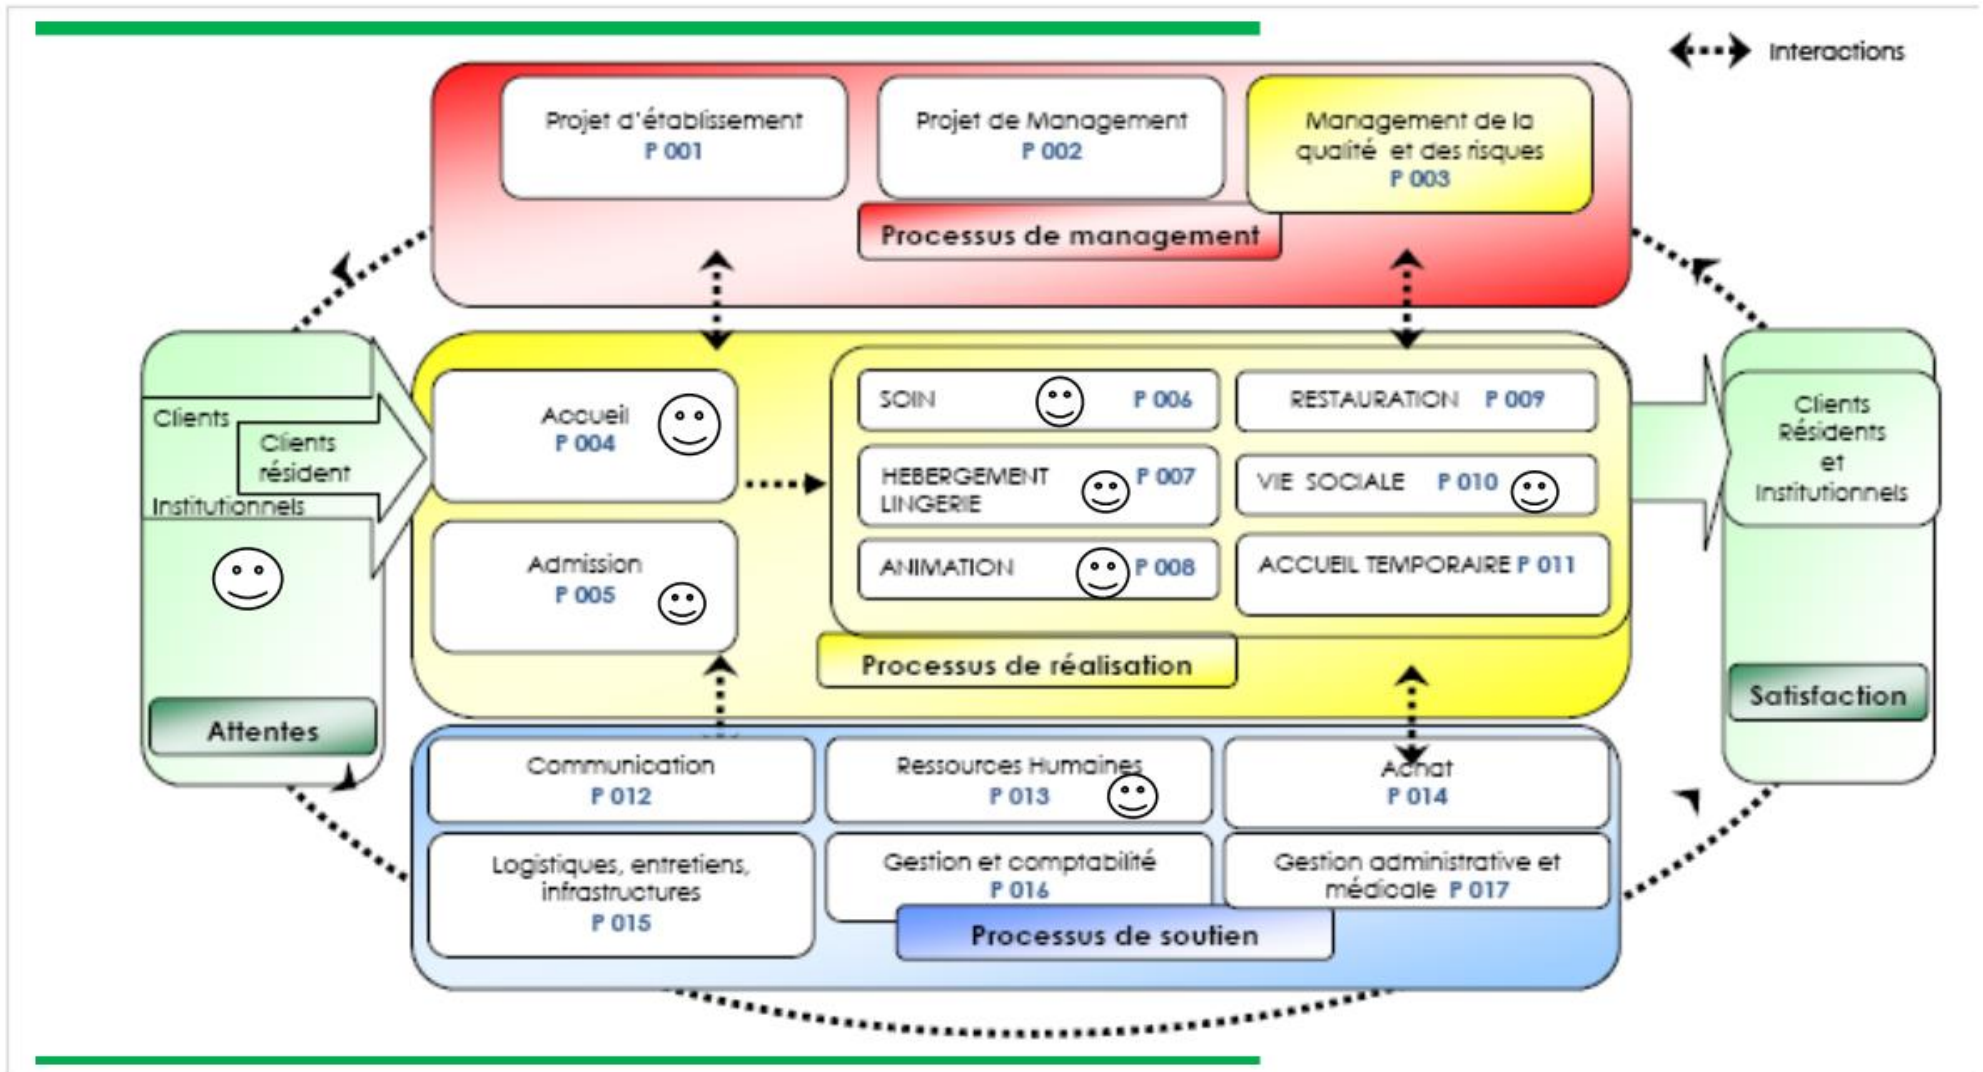 Interactions
Projet d'établissement
P 001
Projet de Management
P 002
Management de la
qualité et des risques
P 003
Processus de management
Clients
Clients
résident
Institutionnels
Attentes
Accueil
P 004
Admission
P 005
SOIN P 006
HEBERGEMENT P 007
LINGERIE
ANIMATION P 008
RESTAURATION P 009
VIE SOCIALE P 010
ACCUEIL TEMPORAIRE P 011
Processus de réalisation
Clients
Résidents
et
Institutionnels
Satisfaction
Communication
P 012
Ressources Humaines
P 013
Achat
P 014
Logistiques, entretiens,
infrastructures
P 015
Gestion et comptabilité
P 016
Gestion administrative et
médicale P 017
Processus de soutien